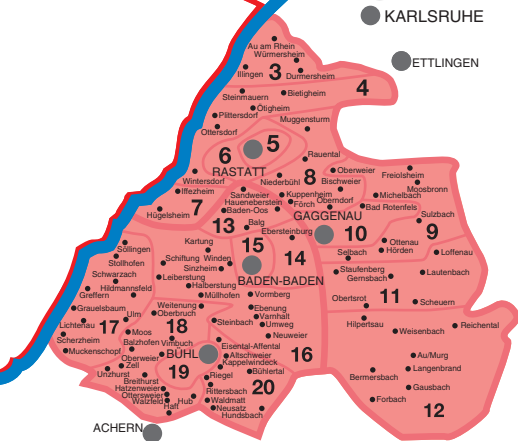 KARLSRUHE
Au am Rhein
Würmersheim
ETTLINGEN
3
Illingen
Durmersheim
4
Steinmauern
Bietigheim
Ötigheim
Plittersdorf
Muggensturm
Ottersdorf
5
6
Rauental
RASTATT
8
Oberweier
Freiolsheim
Wintersdorf
Niederbühl
Bischweier
Moosbronn
Iffezheim
Sandweier
Kuppenheim
Michelbach
Haueneberstein
Förch
Oberndorf
7
Baden-Oos
Bad Rotenfels
Hügelsheim
GAGGENAU
Sulzbach
13
Balg
9
Ebersteinburg
10
Söllingen
Kartung
15
Ottenau
Hörden
14
Selbach
Loffenau
Stollhofen
Schiftung
Winden
Sinzheim
Staufenberg
Lautenbach
Schwarzach
Leiberstung
Gernsbach
BADEN-BADEN
Hildmannsfeld
Halberstung
Greffern
Müllhofen
Vormberg
11
Obertsrot
Scheuern
Grauelsbaum
Weitenung
Ebenung
Ulm
Oberbruch
Varnhalt
Lichtenau
17
18
Steinbach
Umweg
Hilpertsau
Reichental
Moos
Weisenbach
Scherzheim
Balzhofen
Vimbuch
Neuweier
Eisental-Affental
Muckenschopf
Oberweier
BÜHL
Altschweier
16
Au/Murg
Zell
Kappelwindeck
Unzhurst
19
Riegel
Bühlertal
Bermersbach
Langenbrand
Breithurst
20
Hatzenweier
Rittersbach
Gausbach
Ottersweier
Hub
Waldmatt
Forbach
Walzfeld
Neusatz
12
Haft
Hundsbach
ACHERN